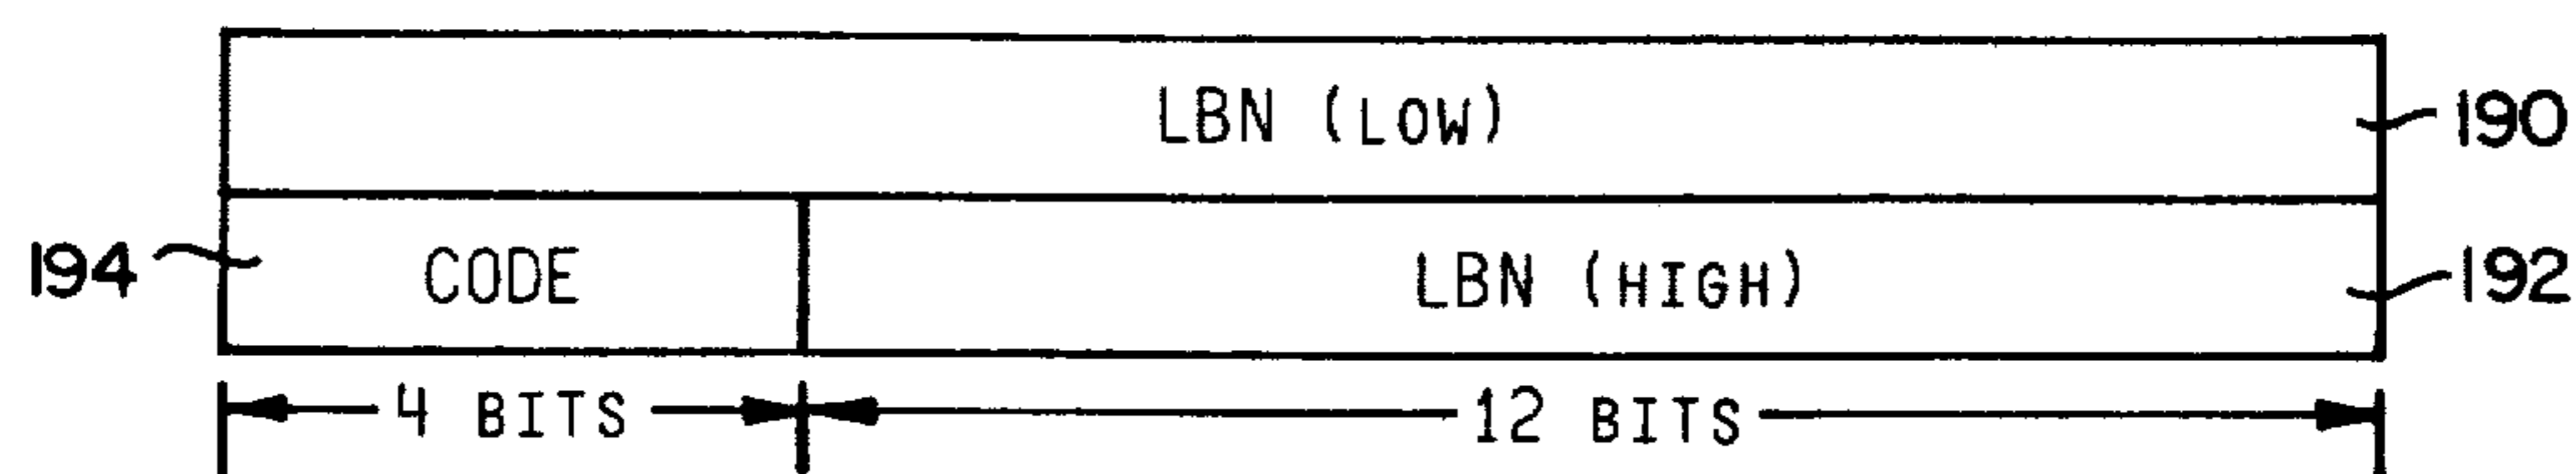 LBN (LOW) 190
194 CODE LBN (HIGH) 192
4 BITS 12 BITS